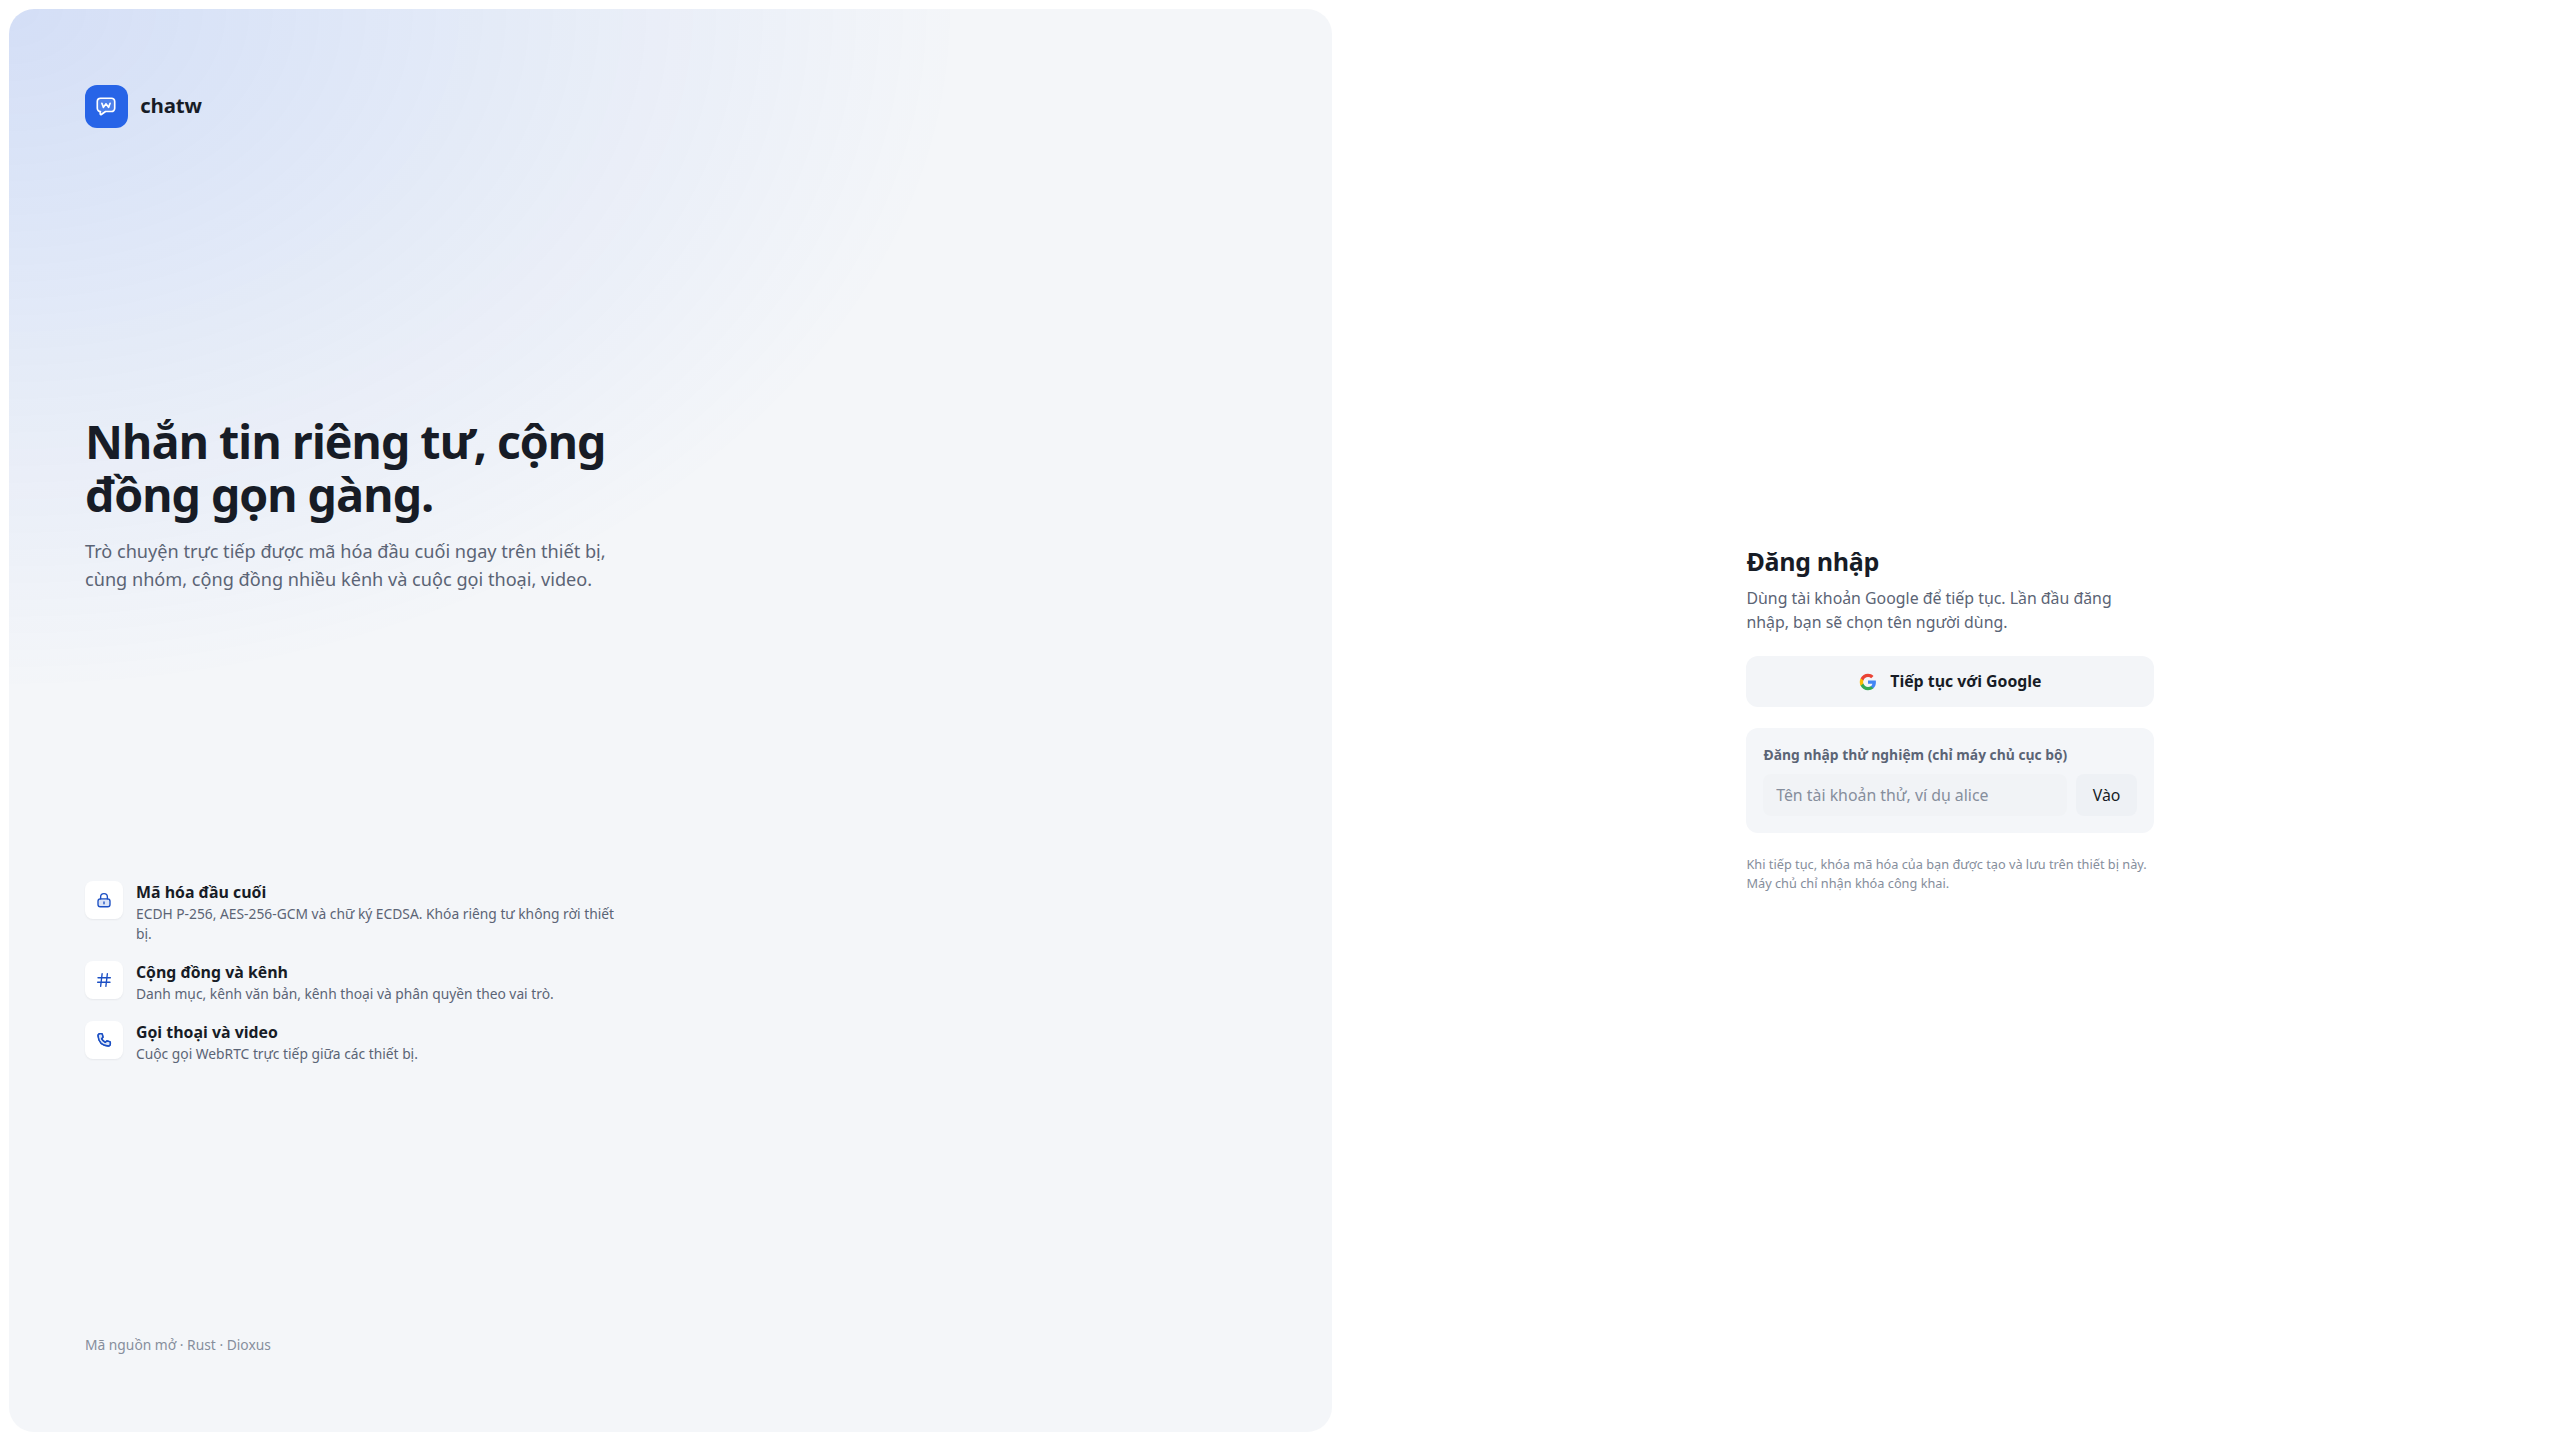 chatw
Nhắn tin riêng tư, cộng
đồng gọn gàng.
Trò chuyện trực tiếp được mã hóa đầu cuối ngay trên thiết bị,
cùng nhóm, cộng đồng nhiều kênh và cuộc gọi thoại, video.
Mã hóa đầu cuối
ECDH P-256, AES-256-GCM và chữ ký ECDSA. Khóa riêng tư không rời thiết
bị.
Cộng đồng và kênh
Danh mục, kênh văn bản, kênh thoại và phân quyền theo vai trò.
Gọi thoại và video
Cuộc gọi WebRTC trực tiếp giữa các thiết bị.
Mã nguồn mở · Rust · Dioxus
Đăng nhập
Dùng tài khoản Google để tiếp tục. Lần đầu đăng
nhập, bạn sẽ chọn tên người dùng.
Tiếp tục với Google
Đăng nhập thử nghiệm (chỉ máy chủ cục bộ)
Tên tài khoản thử, ví dụ alice
Vào
Khi tiếp tục, khóa mã hóa của bạn được tạo và lưu trên thiết bị này.
Máy chủ chỉ nhận khóa công khai.